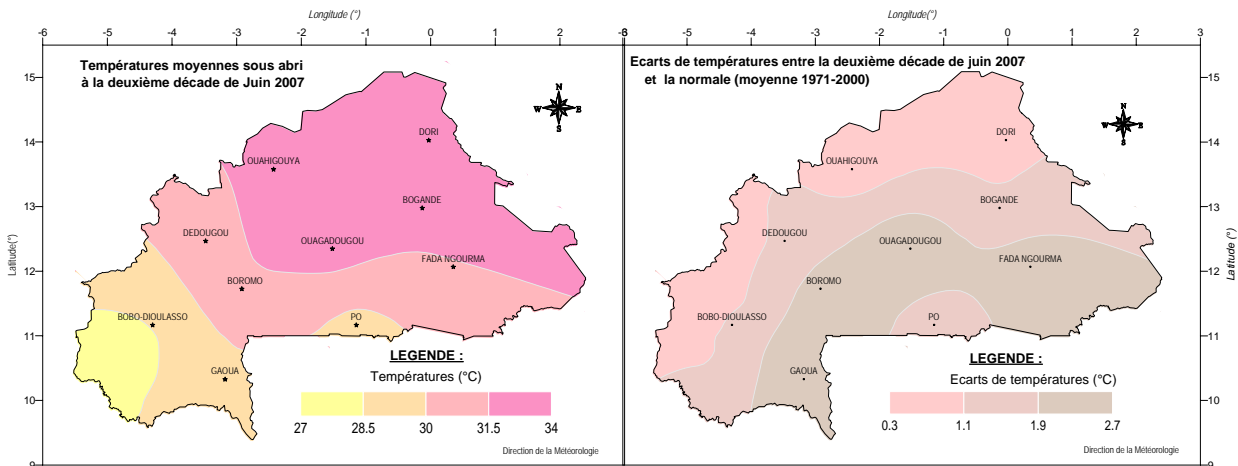 Longitude (°)
-5 -4 -3 -2 -1 0 1 2
Températures moyennes sous abri
à la deuxième décade de Juin 2007
N
W E
S
15
14
13
12
11
10
9
Latitude(°)
DORI
OUAHIGOUYA
BOGANDE
DEDOUGOU
OUAGADOUGOU
FADA NGOURMA
BOROMO
BOBO-DIOULASSO
PO
GAOUA
LEGENDE :
Températures (°C)
27 28.5 30 31.5 34
Direction de la Météorologie
Longitude(°)
-6 -5 -4 -3 -2 -1 0 1 2 3
Ecarts de températures entre la deuxième décade de juin 2007
et la normale (moyenne 1971-2000)
N
W E
S
15
14
13
12
11
10
9
Latitude (°)
DORI
OUAHIGOUYA
BOGANDE
DEDOUGOU
OUAGADOUGOU
FADA NGOURMA
BOROMO
BOBO-DIOULASSO
PO
GAOUA
LEGENDE :
Ecarts de températures (°C)
0.3 1.1 1.9 2.7
Direction de la Météorologie